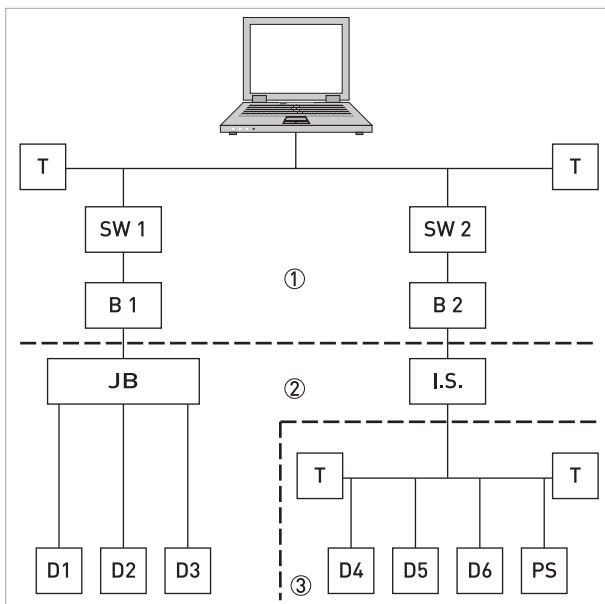 T T
SW 1 SW 2
①
B 1 B 2
JB ② I.S.
T T
D1 D2 D3 ③ D4 D5 D6 PS